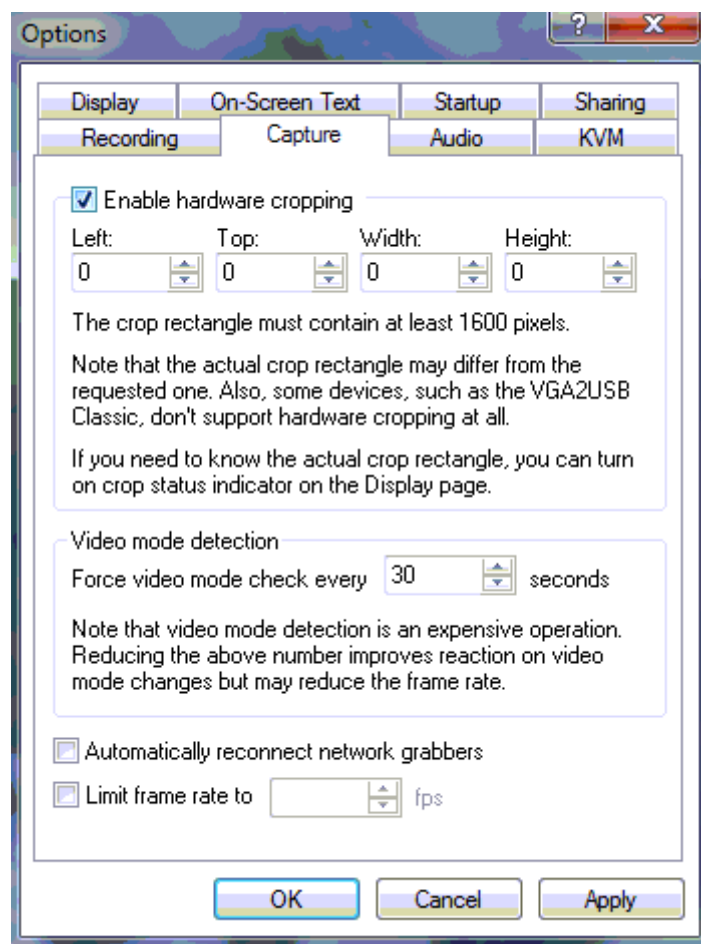 Options
Display On-Screen Text Startup Sharing
Recording Capture Audio KVM
Enable hardware cropping
Left: Top: Width: Height:
0 0 0 0
The crop rectangle must contain at least 1600 pixels.
Note that the actual crop rectangle may differ from the
requested one. Also, some devices, such as the VGA2USB
Classic, don't support hardware cropping at all.
If you need to know the actual crop rectangle, you can turn
on crop status indicator on the Display page.
Video mode detection
Force video mode check every 30 seconds
Note that video mode detection is an expensive operation.
Reducing the above number improves reaction on video
mode changes but may reduce the frame rate.
Automatically reconnect network grabbers
Limit frame rate to fps
OK Cancel Apply